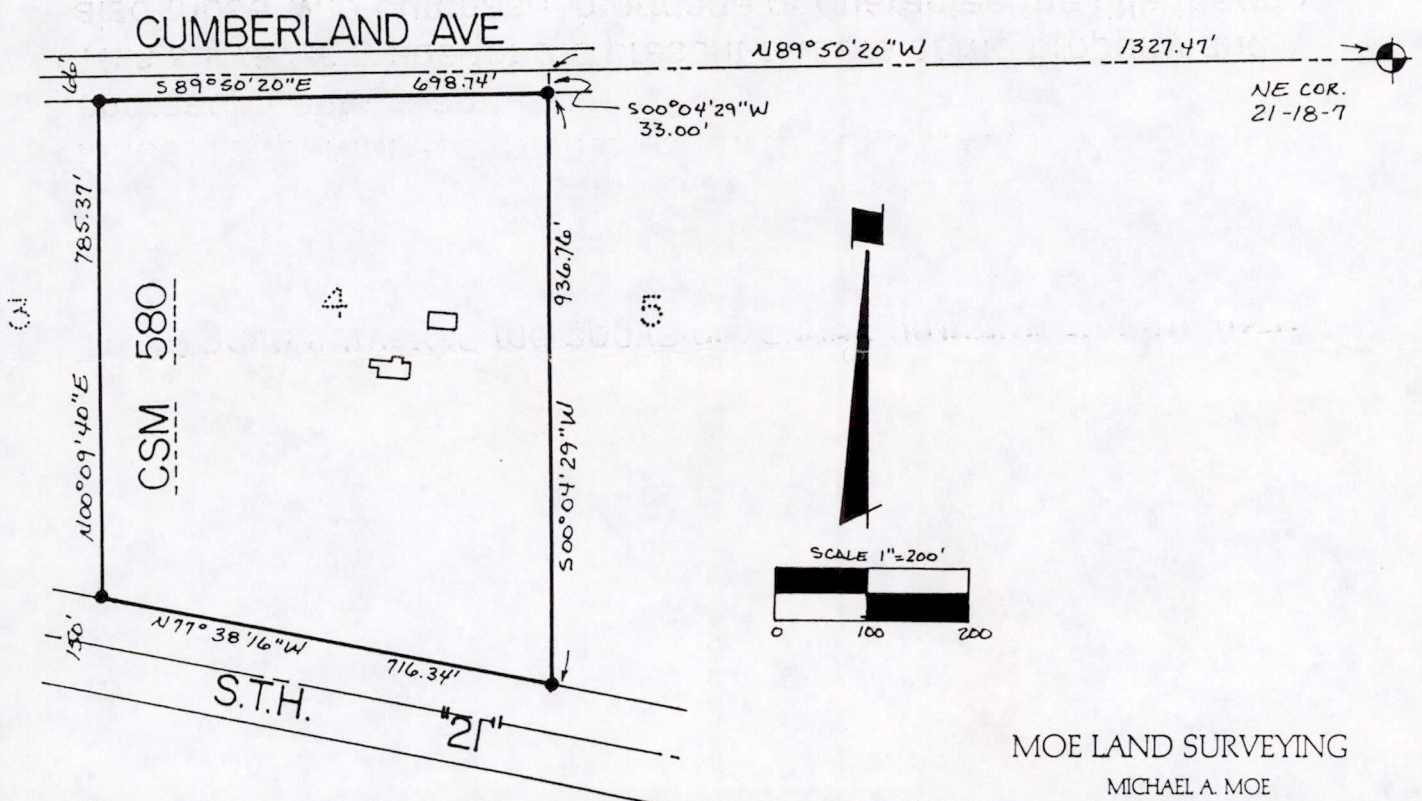 CUMBERLAND AVE
N89°50'20"W 1327.47'
66'
S89°50'20"E 698.74'
S00°04'29"W
33.00'
NE COR.
21-18-7
785.37'
N00°09'40"E
CSM 580
3
4
5
936.76'
S00°04'29"W
SCALE 1"=200'
0 100 200
N77°38'16"W
716.34'
150'
S.T.H. "21"
MOE LAND SURVEYING
MICHAEL A. MOE